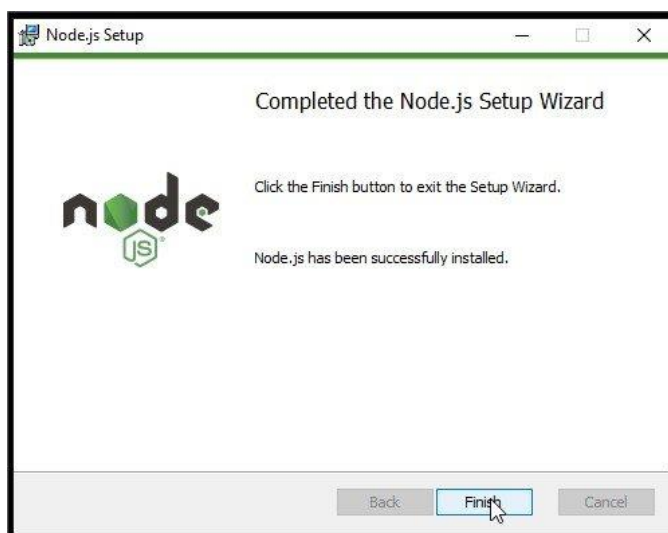 Node.js Setup
Completed the Node.js Setup Wizard
Click the Finish button to exit the Setup Wizard.
node
JS
Node.js has been successfully installed.
Back
Finish
Cancel